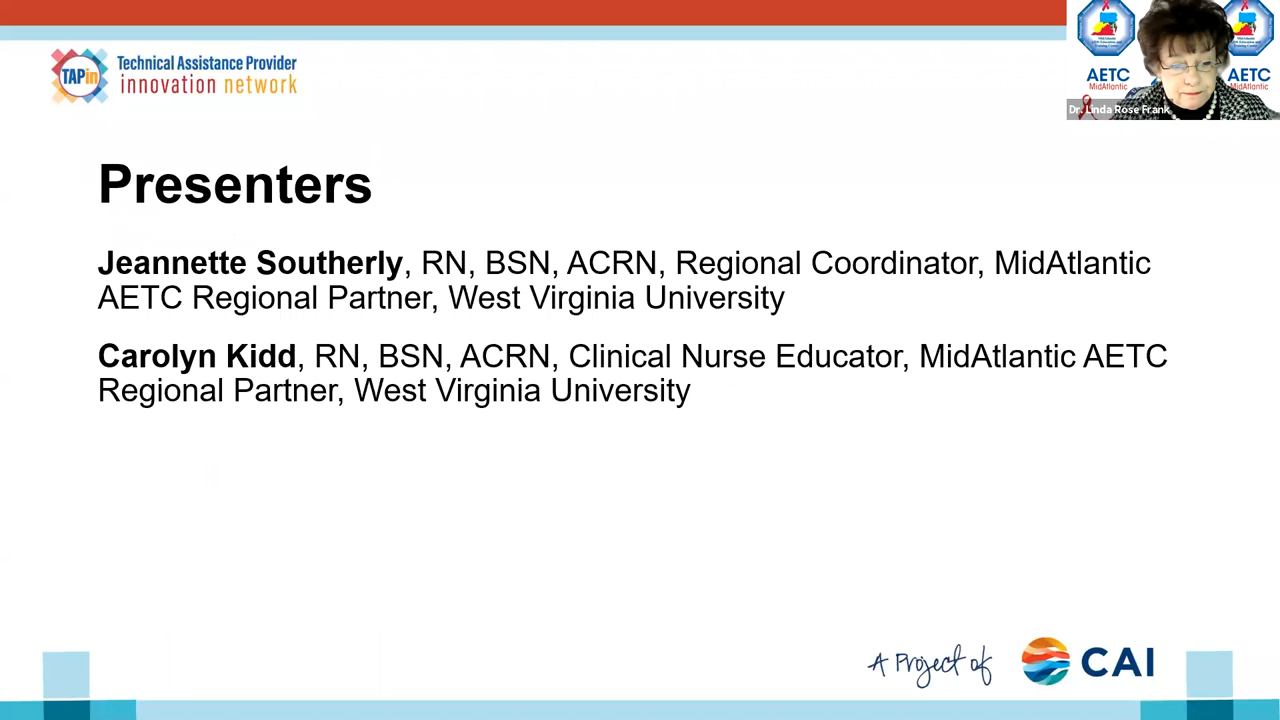 TAPin
Technical Assistance Provider
innovation network
AETC
MidAtlantic
AETC
MidAtlantic
Dr. Linda Rose Frank
Presenters
Jeannette Southerly, RN, BSN, ACRN, Regional Coordinator, MidAtlantic
AETC Regional Partner, West Virginia University
Carolyn Kidd, RN, BSN, ACRN, Clinical Nurse Educator, MidAtlantic AETC
Regional Partner, West Virginia University
A Project of
CAI